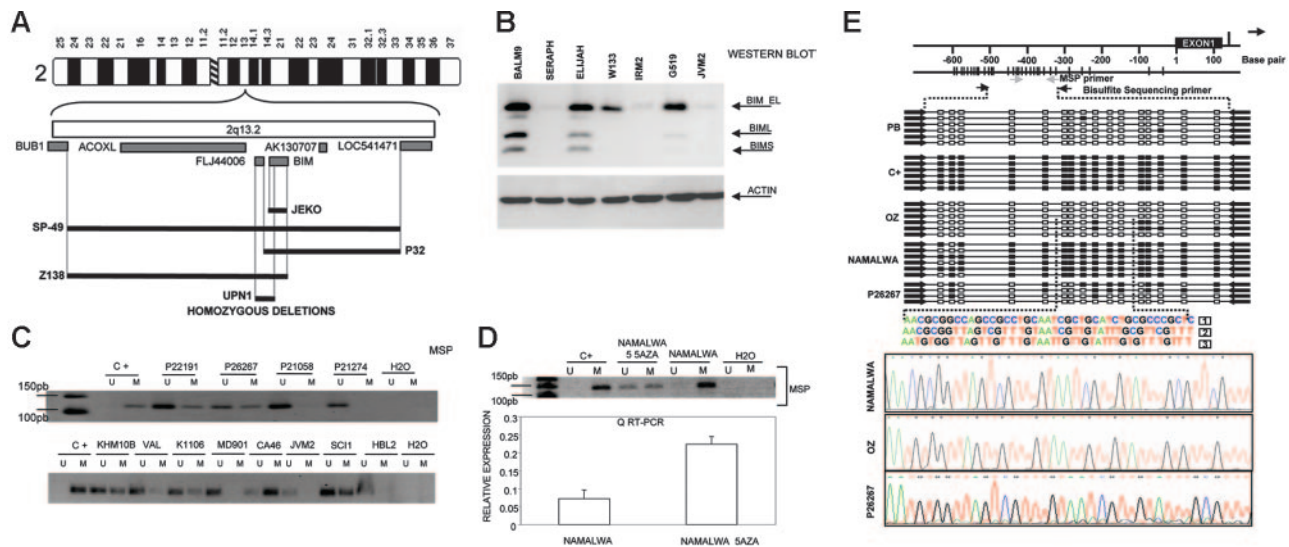 A
25 24 23 22 21 16 14 13 12 11.2 11.2 12 13 14.1 14.3 21 22 23 24 31 32.1 32.3 33 34 35 36 37
2
2q13.2
BUB1 ACOXL AK130707 LOC541471
FLJ44006 BIM
JEKO
SP-49
P32
Z138
UPN1
HOMOZYGOUS DELETIONS
B
BALM9 SERAPH ELIJAH W133 IRM2 G519 JVM2
WESTERN BLOT
BIM EL
BIML
BIMS
ACTIN
C
MSP
C + P22191 P26267 P21058 P21274 H2O
U M U M U M U M U M U M
150pb
100pb
C + KHM10B VAL K1106 MD901 CA46 JVM2 SCI1 HBL2 H2O
U M U M U M U M U M U M U M U M U M U M
D
C+ NAMALWA 5 5AZA NAMALWA H2O
U M U M U M U M
150pb
100pb
MSP
Q RT-PCR
RELATIVE EXPRESSION
0.3
0.25
0.2
0.15
0.1
0.05
0
NAMALWA NAMALWA 5AZA
E
EXON1
-600 -500 -400 -300 -200 -100 1 100 Base pair
MSP primer
Bisulfite Sequencing primer
PB
C+
OZ
NAMALWA
P26267
AACGCGGCCAGCCGCCTGCAATCGCTGCATCTGCGCCCGCTC 1
AACGCGGTTAGTCGTTTGTAATCGTTGTATTTGCGTTCGTTT 2
AATGTGGTTAGTTGTTTGTAATTGTTGTATTTGTGTTTGTTT 3
NAMALWA
OZ
P26267